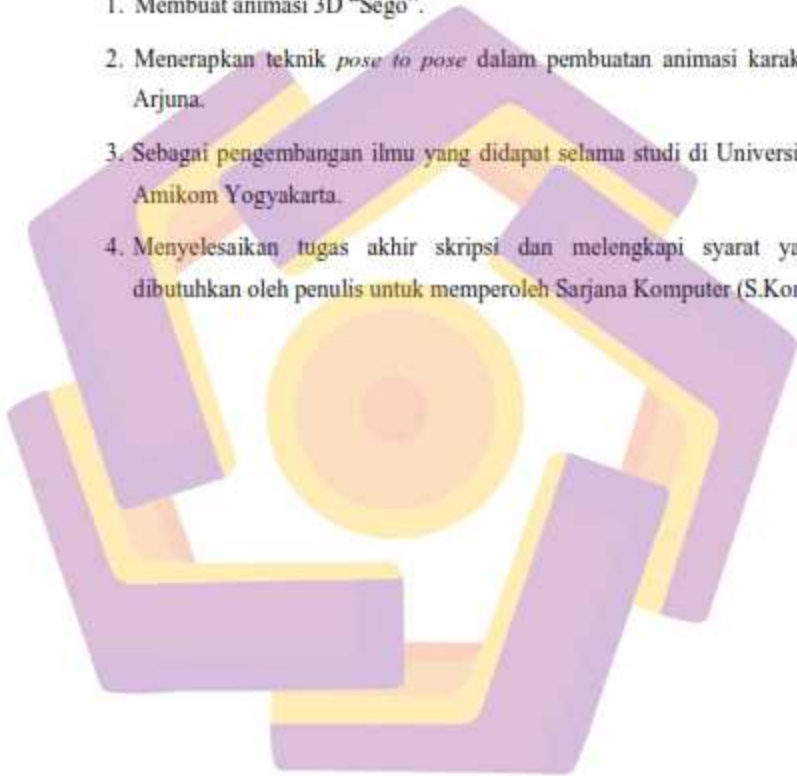 1. Membuat animasi 3D “Sego”.
2. Menerapkan teknik pose to pose dalam pembuatan animasi karak
Arjuna.
3. Sebagai pengembangan ilmu yang didapat selama studi di Universi
Amikom Yogyakarta.
4. Menyelesaikan tugas akhir skripsi dan melengkapi syarat ya
dibutuhkan oleh penulis untuk memperoleh Sarjana Komputer (S.Kor